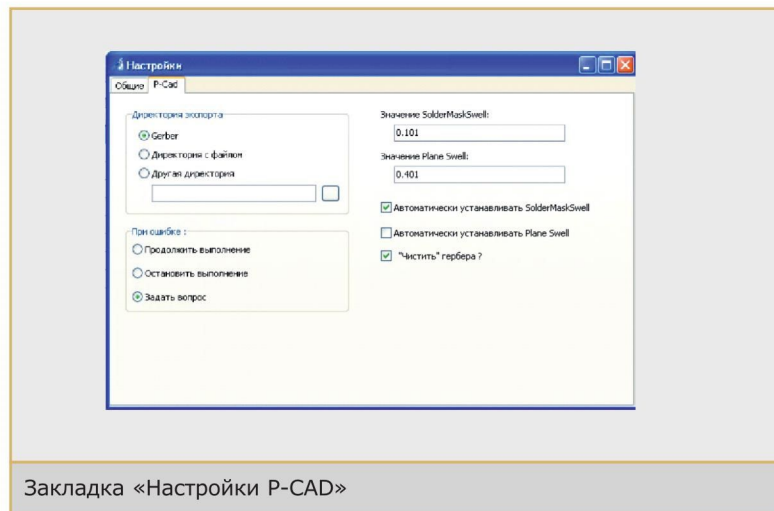 Настройки
Общие P-Cad
Директория экспорта
Gerber
Директория с файлом
Другая директория
При ошибке :
Продолжить выполнение
Остановить выполнение
Задать вопрос
Значение SolderMaskSwell:
0.101
Значение Plane Swell:
0.401
Автоматически устанавливать SolderMaskSwell
Автоматически устанавливать Plane Swell
"Чистить" гербера ?
Закладка «Настройки P-CAD»